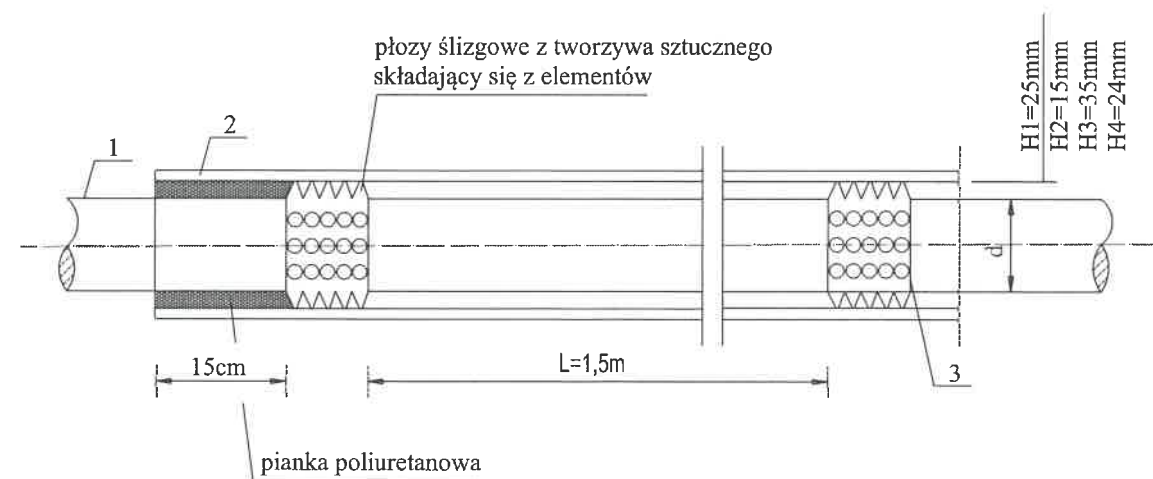 płozy ślizgowe z tworzywa sztucznego
składający się z elementów
H1=25mm
H2=15mm
H3=35mm
H4=24mm
1
2
d
15cm
L=1,5m
3
pianka poliuretanowa